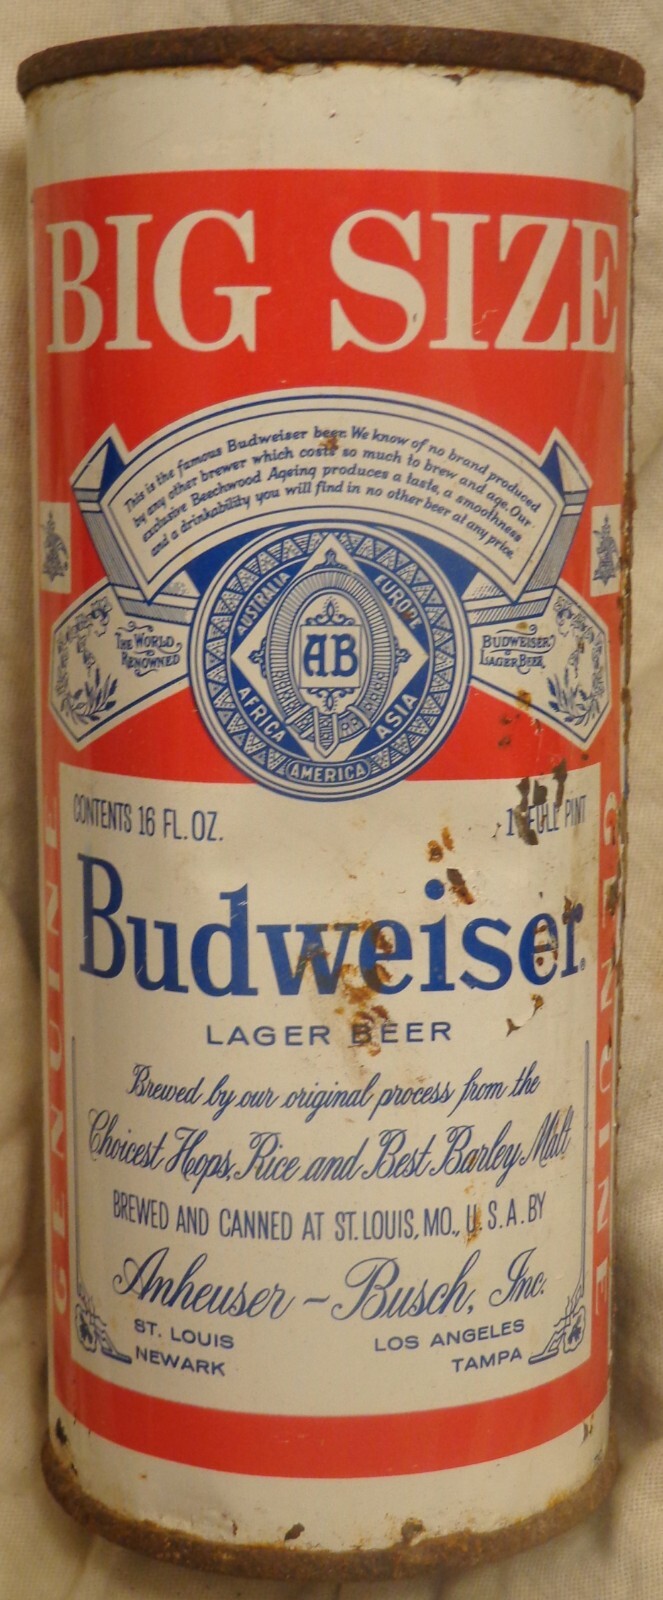 BIG SIZE
This is the famous Budweiser beer. We know of no brand produced
by any other brewer which costs so much to brew and age. Our
exclusive Beechwood Ageing produces a taste, a smoothness
and a drinkability you will find in no other beer at any price.
THE WORLD
RENOWNED
BUDWEISER
LAGER BEER
AUSTRALIA
EUROPE
AB
AFRICA
ASIA
AMERICA
CONTENTS 16 FL. OZ.
1 FULL PINT
Budweiser®
LAGER BEER
Brewed by our original process from the
Choicest Hops, Rice and Best Barley Malt
BREWED AND CANNED AT ST. LOUIS, MO., U.S.A. BY
Anheuser-Busch, Inc.
ST. LOUIS
NEWARK
LOS ANGELES
TAMPA
GENUINE
GENUINE